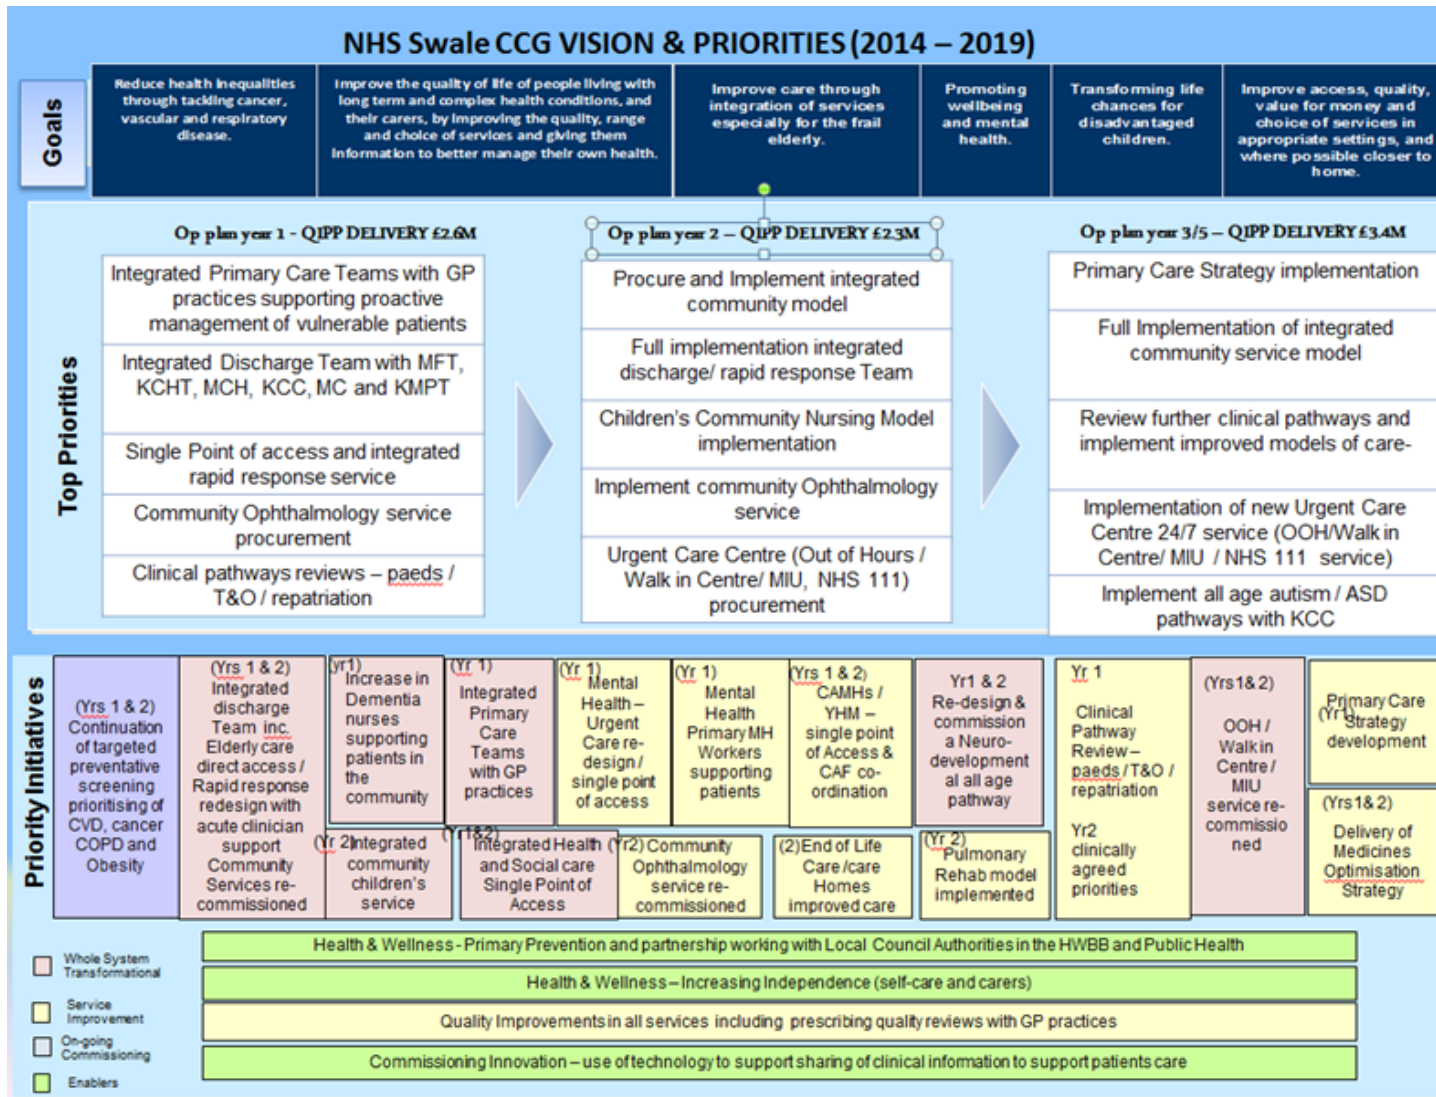 NHS Swale CCG VISION & PRIORITIES (2014 – 2019)
Goals
Reduce health inequalities
through tackling cancer,
vascular and respiratory
disease.
Improve the quality of life of people living with
long term and complex health conditions, and
their carers, by improving the quality, range
and choice of services and giving them
information to better manage their own health.
Improve care through
integration of services
especially for the frail
elderly.
Promoting
wellbeing
and mental
health.
Transforming life
chances for
disadvantaged
children.
Improve access, quality,
value for money and
choice of services in
appropriate settings, and
where possible closer to
home.
Top Priorities
Op plan year 1 - QIPP DELIVERY £2.6M
Integrated Primary Care Teams with GP
practices supporting proactive
management of vulnerable patients
Integrated Discharge Team with MFT,
KCHT, MCH, KCC, MC and KMPT
Single Point of access and integrated
rapid response service
Community Ophthalmology service
procurement
Clinical pathways reviews – paeds /
T&O / repatriation
Op plan year 2 – QIPP DELIVERY £2.3M
Procure and Implement integrated
community model
Full implementation integrated
discharge/ rapid response Team
Children's Community Nursing Model
implementation
Implement community Ophthalmology
service
Urgent Care Centre (Out of Hours /
Walk in Centre/ MIU, NHS 111)
procurement
Op plan year 3/5 – QIPP DELIVERY £3.4M
Primary Care Strategy implementation
Full Implementation of integrated
community service model
Review further clinical pathways and
implement improved models of care-
Implementation of new Urgent Care
Centre 24/7 service (OOH/Walk in
Centre/ MIU / NHS 111 service)
Implement all age autism / ASD
pathways with KCC
Priority Initiatives
(Yrs 1 & 2)
Continuation
of targeted
preventative
screening
prioritising of
CVD, cancer
COPD and
Obesity
(Yrs 1 & 2)
Integrated
discharge
Team inc.
Elderly care
direct access /
Rapid response
redesign with
acute clinician
support
Community
Services re-
commissioned
(yr1)
Increase in
Dementia
nurses
supporting
patients in
the
community
(Yr 1)
Integrated
Primary
Care
Teams
with GP
practices
(Yr 1)
Mental
Health –
Urgent
Care re-
design /
single point
of access
(Yr 1)
Mental
Health
Primary MH
Workers
supporting
patients
(Yrs 1 & 2)
CAMHs /
YHM –
single point
of Access &
CAF co-
ordination
Yr1 & 2
Re-design &
commission
a Neuro-
development
al all age
pathway
Yr 1
Clinical
Pathway
Review –
paeds / T&O /
repatriation
Yr2
clinically
agreed
priorities
(Yrs1&2)
OOH /
Walk in
Centre /
MIU
service re-
commissio
ned
(Yr1)
Primary Care
Strategy
development
(Yr 2)
Integrated
community
children's
service
(Yr1&2)
Integrated Health
and Social care
Single Point of
Access
(Yr2) Community
Ophthalmology
service re-
commissioned
(2)End of Life
Care /care
Homes
improved care
(Yr 2)
Pulmonary
Rehab model
implemented
(Yrs1&2)
Delivery of
Medicines
Optimisation
Strategy
Whole System
Transformational
Service
Improvement
On-going
Commissioning
Enablers
Health & Wellness - Primary Prevention and partnership working with Local Council Authorities in the HWBB and Public Health
Health & Wellness – Increasing Independence (self-care and carers)
Quality Improvements in all services including prescribing quality reviews with GP practices
Commissioning Innovation – use of technology to support sharing of clinical information to support patients care